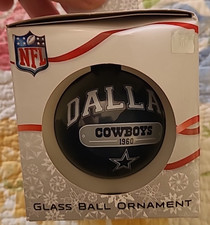 NFL
DALLA
COWBOYS
1960
GLASS BALL ORNAMENT